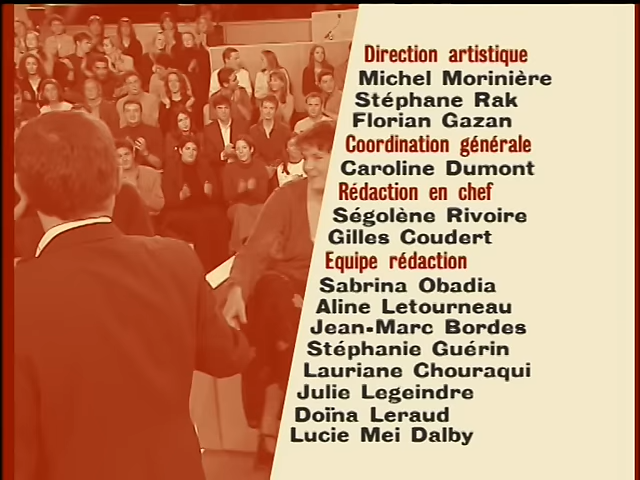 Direction artistique
Michel Morinière
Stéphane Rak
Florian Gazan
Coordination générale
Caroline Dumont
Rédaction en chef
Ségolène Rivoire
Gilles Coudert
Equipe rédaction
Sabrina Obadia
Aline Letourneau
Jean-Marc Bordes
Stéphanie Guérin
Lauriane Chouraqui
Julie Legeindre
Doïna Leraud
Lucie Mei Dalby